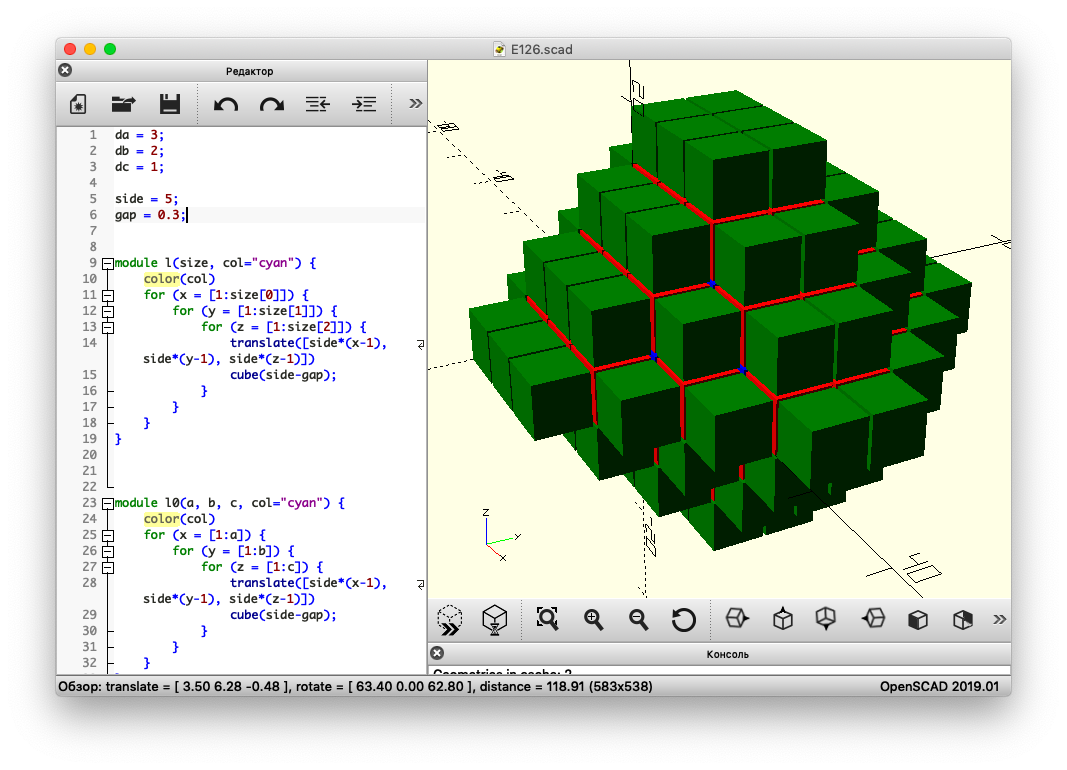 E126.scad
Редактор
1 da = 3;
2 db = 2;
3 dc = 1;
4
5 side = 5;
6 gap = 0.3;
7
8
9 module l(size, col="cyan") {
10 color(col)
11 for (x = [1:size[0]]) {
12 for (y = [1:size[1]]) {
13 for (z = [1:size[2]]) {
14 translate([side*(x-1),
side*(y-1), side*(z-1)])
15 cube(side-gap);
16 }
17 }
18 }
19 }
20
21
22
23 module l0(a, b, c, col="cyan") {
24 color(col)
25 for (x = [1:a]) {
26 for (y = [1:b]) {
27 for (z = [1:c]) {
28 translate([side*(x-1),
side*(y-1), side*(z-1)])
29 cube(side-gap);
30 }
31 }
32 }
z
y
x
Консоль
Geometries in cache: 2
Обзор: translate = [ 3.50 6.28 -0.48 ], rotate = [ 63.40 0.00 62.80 ], distance = 118.91 (583x538)
OpenSCAD 2019.01